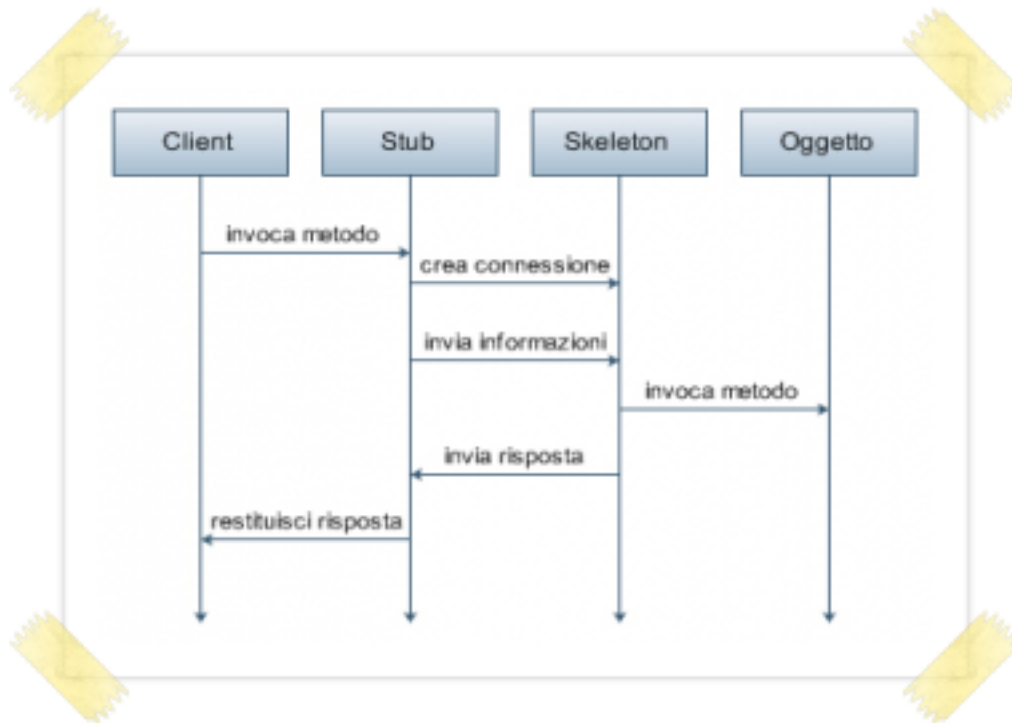 Client
Stub
Skeleton
Oggetto
invoca metodo
crea connessione
invia informazioni
invoca metodo
invia risposta
restituisci risposta